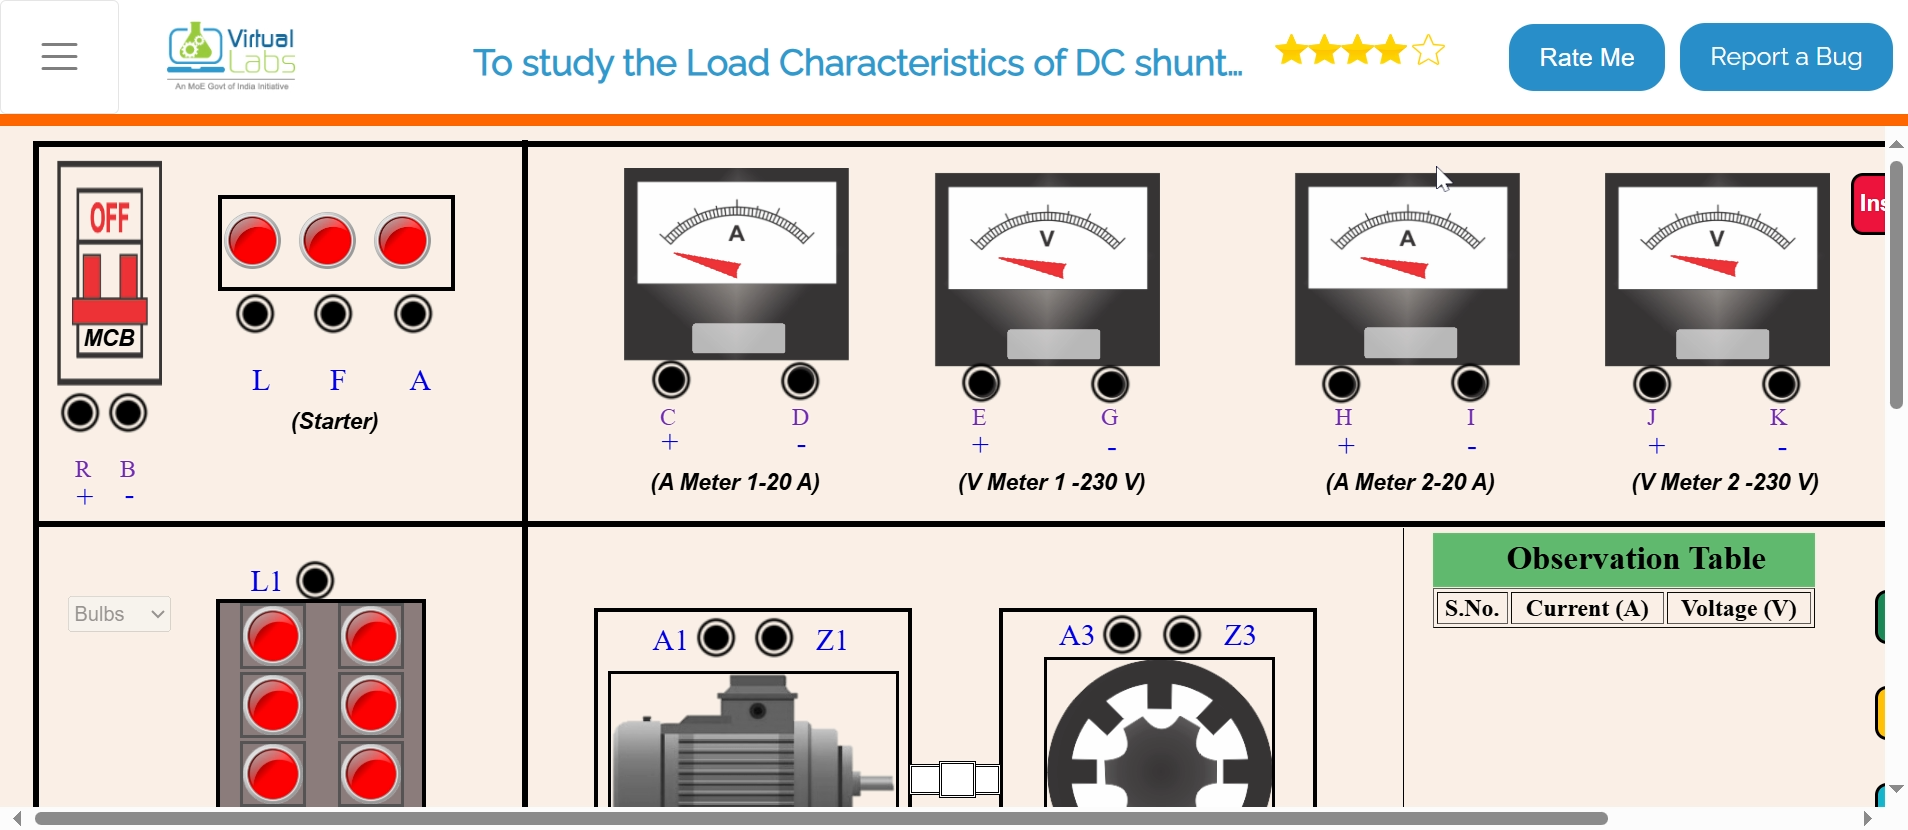 Virtual
Labs
An MoE Govt of India Initiative
To study the Load Characteristics of DC shunt...
Rate Me
Report a Bug
OFF
MCB
R B
+ -
L F A
(Starter)
A
C D
+ -
(A Meter 1-20 A)
V
E G
+ -
(V Meter 1 -230 V)
A
H I
+ -
(A Meter 2-20 A)
V
J K
+ -
(V Meter 2 -230 V)
Ins
Bulbs
L1
A1 Z1
A3 Z3
Observation Table
S.No. Current (A) Voltage (V)